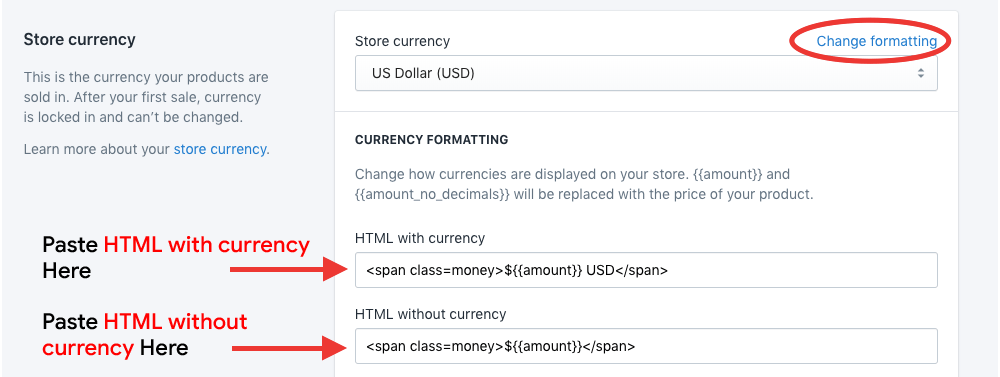 Store currency
This is the currency your products are
sold in. After your first sale, currency
is locked in and can’t be changed.
Learn more about your store currency.
Store currency
Change formatting
US Dollar (USD)
CURRENCY FORMATTING
Change how currencies are displayed on your store. {{amount}} and
{{amount_no_decimals}} will be replaced with the price of your product.
Paste HTML with currency
Here
HTML with currency
<span class=money>${{amount}} USD</span>
Paste HTML without
currency Here
HTML without currency
<span class=money>${{amount}}</span>